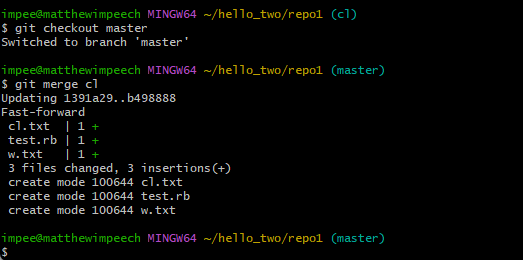 impee@matthewimpeech MINGW64 ~/hello_two/repo1 (cl)
$ git checkout master
Switched to branch 'master'
impee@matthewimpeech MINGW64 ~/hello_two/repo1 (master)
$ git merge cl
Updating 1391a29..b498888
Fast-forward
 cl.txt  | 1 +
 test.rb | 1 +
 w.txt   | 1 +
 3 files changed, 3 insertions(+)
 create mode 100644 cl.txt
 create mode 100644 test.rb
 create mode 100644 w.txt
impee@matthewimpeech MINGW64 ~/hello_two/repo1 (master)
$